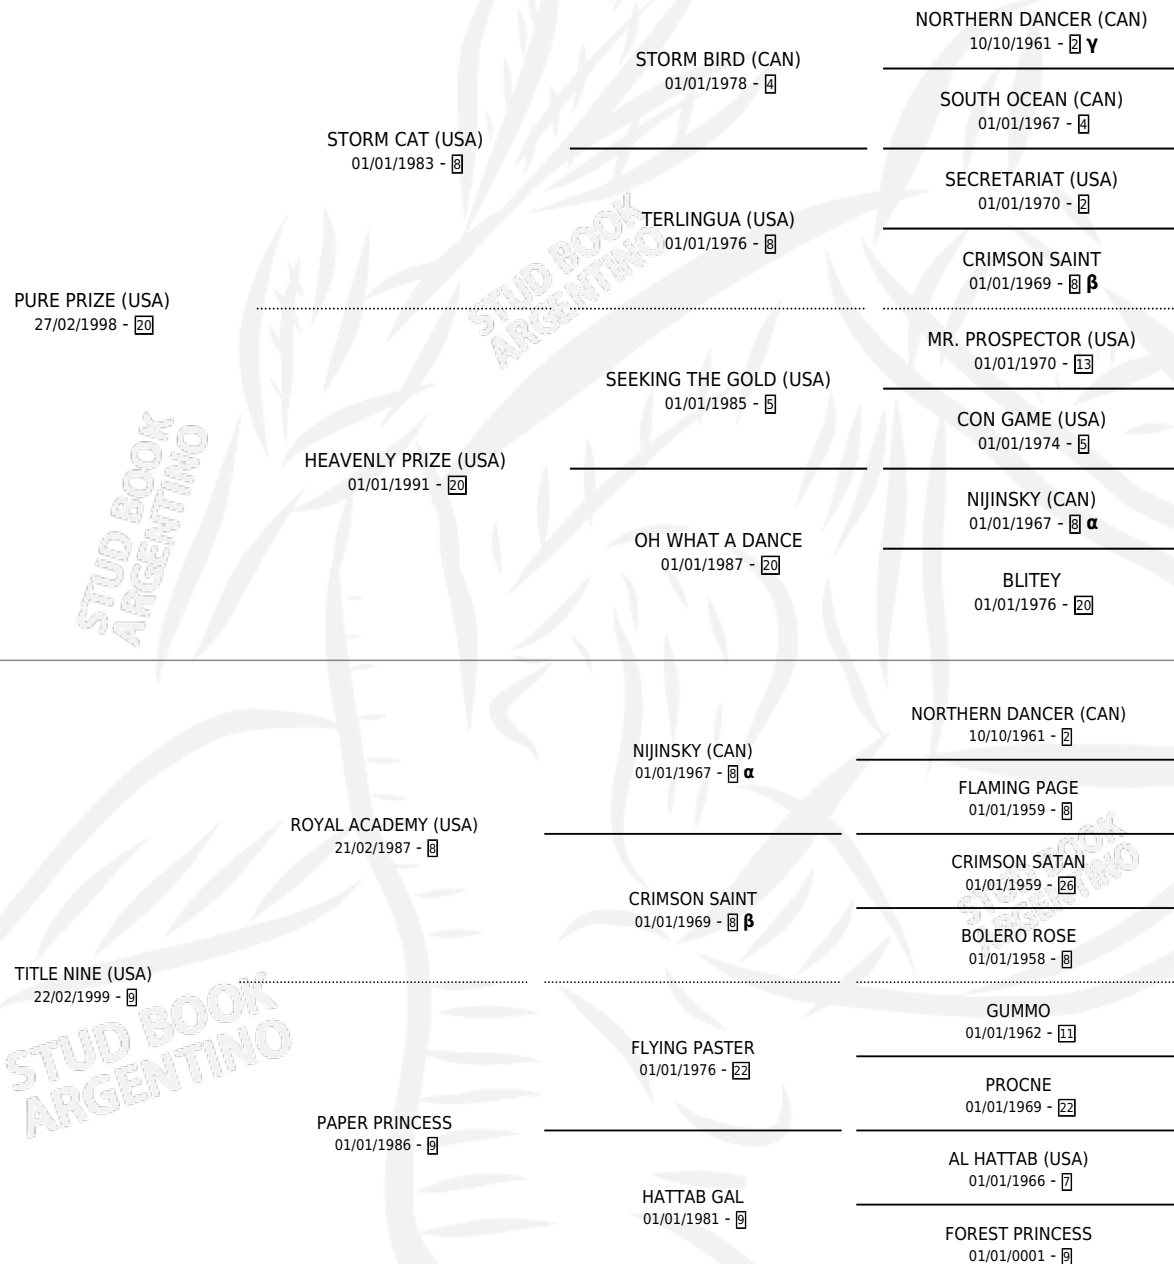 NORTHERN DANCER (CAN)
10/10/1961 - 2 γ
STORM BIRD (CAN)
01/01/1978 - 4
SOUTH OCEAN (CAN)
01/01/1967 - 4
STORM CAT (USA)
01/01/1983 - 8
SECRETARIAT (USA)
01/01/1970 - 2
TERLINGUA (USA)
01/01/1976 - 8
CRIMSON SAINT
01/01/1969 - 8 β
PURE PRIZE (USA)
27/02/1998 - 20
MR. PROSPECTOR (USA)
01/01/1970 - 13
SEEKING THE GOLD (USA)
01/01/1985 - 5
CON GAME (USA)
01/01/1974 - 5
HEAVENLY PRIZE (USA)
01/01/1991 - 20
NIJINSKY (CAN)
01/01/1967 - 8 α
OH WHAT A DANCE
01/01/1987 - 20
BLITEY
01/01/1976 - 20
NORTHERN DANCER (CAN)
10/10/1961 - 2
NIJINSKY (CAN)
01/01/1967 - 8 α
FLAMING PAGE
01/01/1959 - 8
ROYAL ACADEMY (USA)
21/02/1987 - 8
CRIMSON SATAN
01/01/1959 - 26
CRIMSON SAINT
01/01/1969 - 8 β
BOLERO ROSE
01/01/1958 - 8
TITLE NINE (USA)
22/02/1999 - 9
GUMMO
01/01/1962 - 11
FLYING PASTER
01/01/1976 - 22
PROCNE
01/01/1969 - 22
PAPER PRINCESS
01/01/1986 - 9
AL HATTAB (USA)
01/01/1966 - 7
HATTAB GAL
01/01/1981 - 9
FOREST PRINCESS
01/01/0001 - 9
STUD BOOK
ARGENTINO
STUD BOOK
ARGENTINO
STUD BOOK
ARGENTINO
STUD BOOK
ARGENTINO